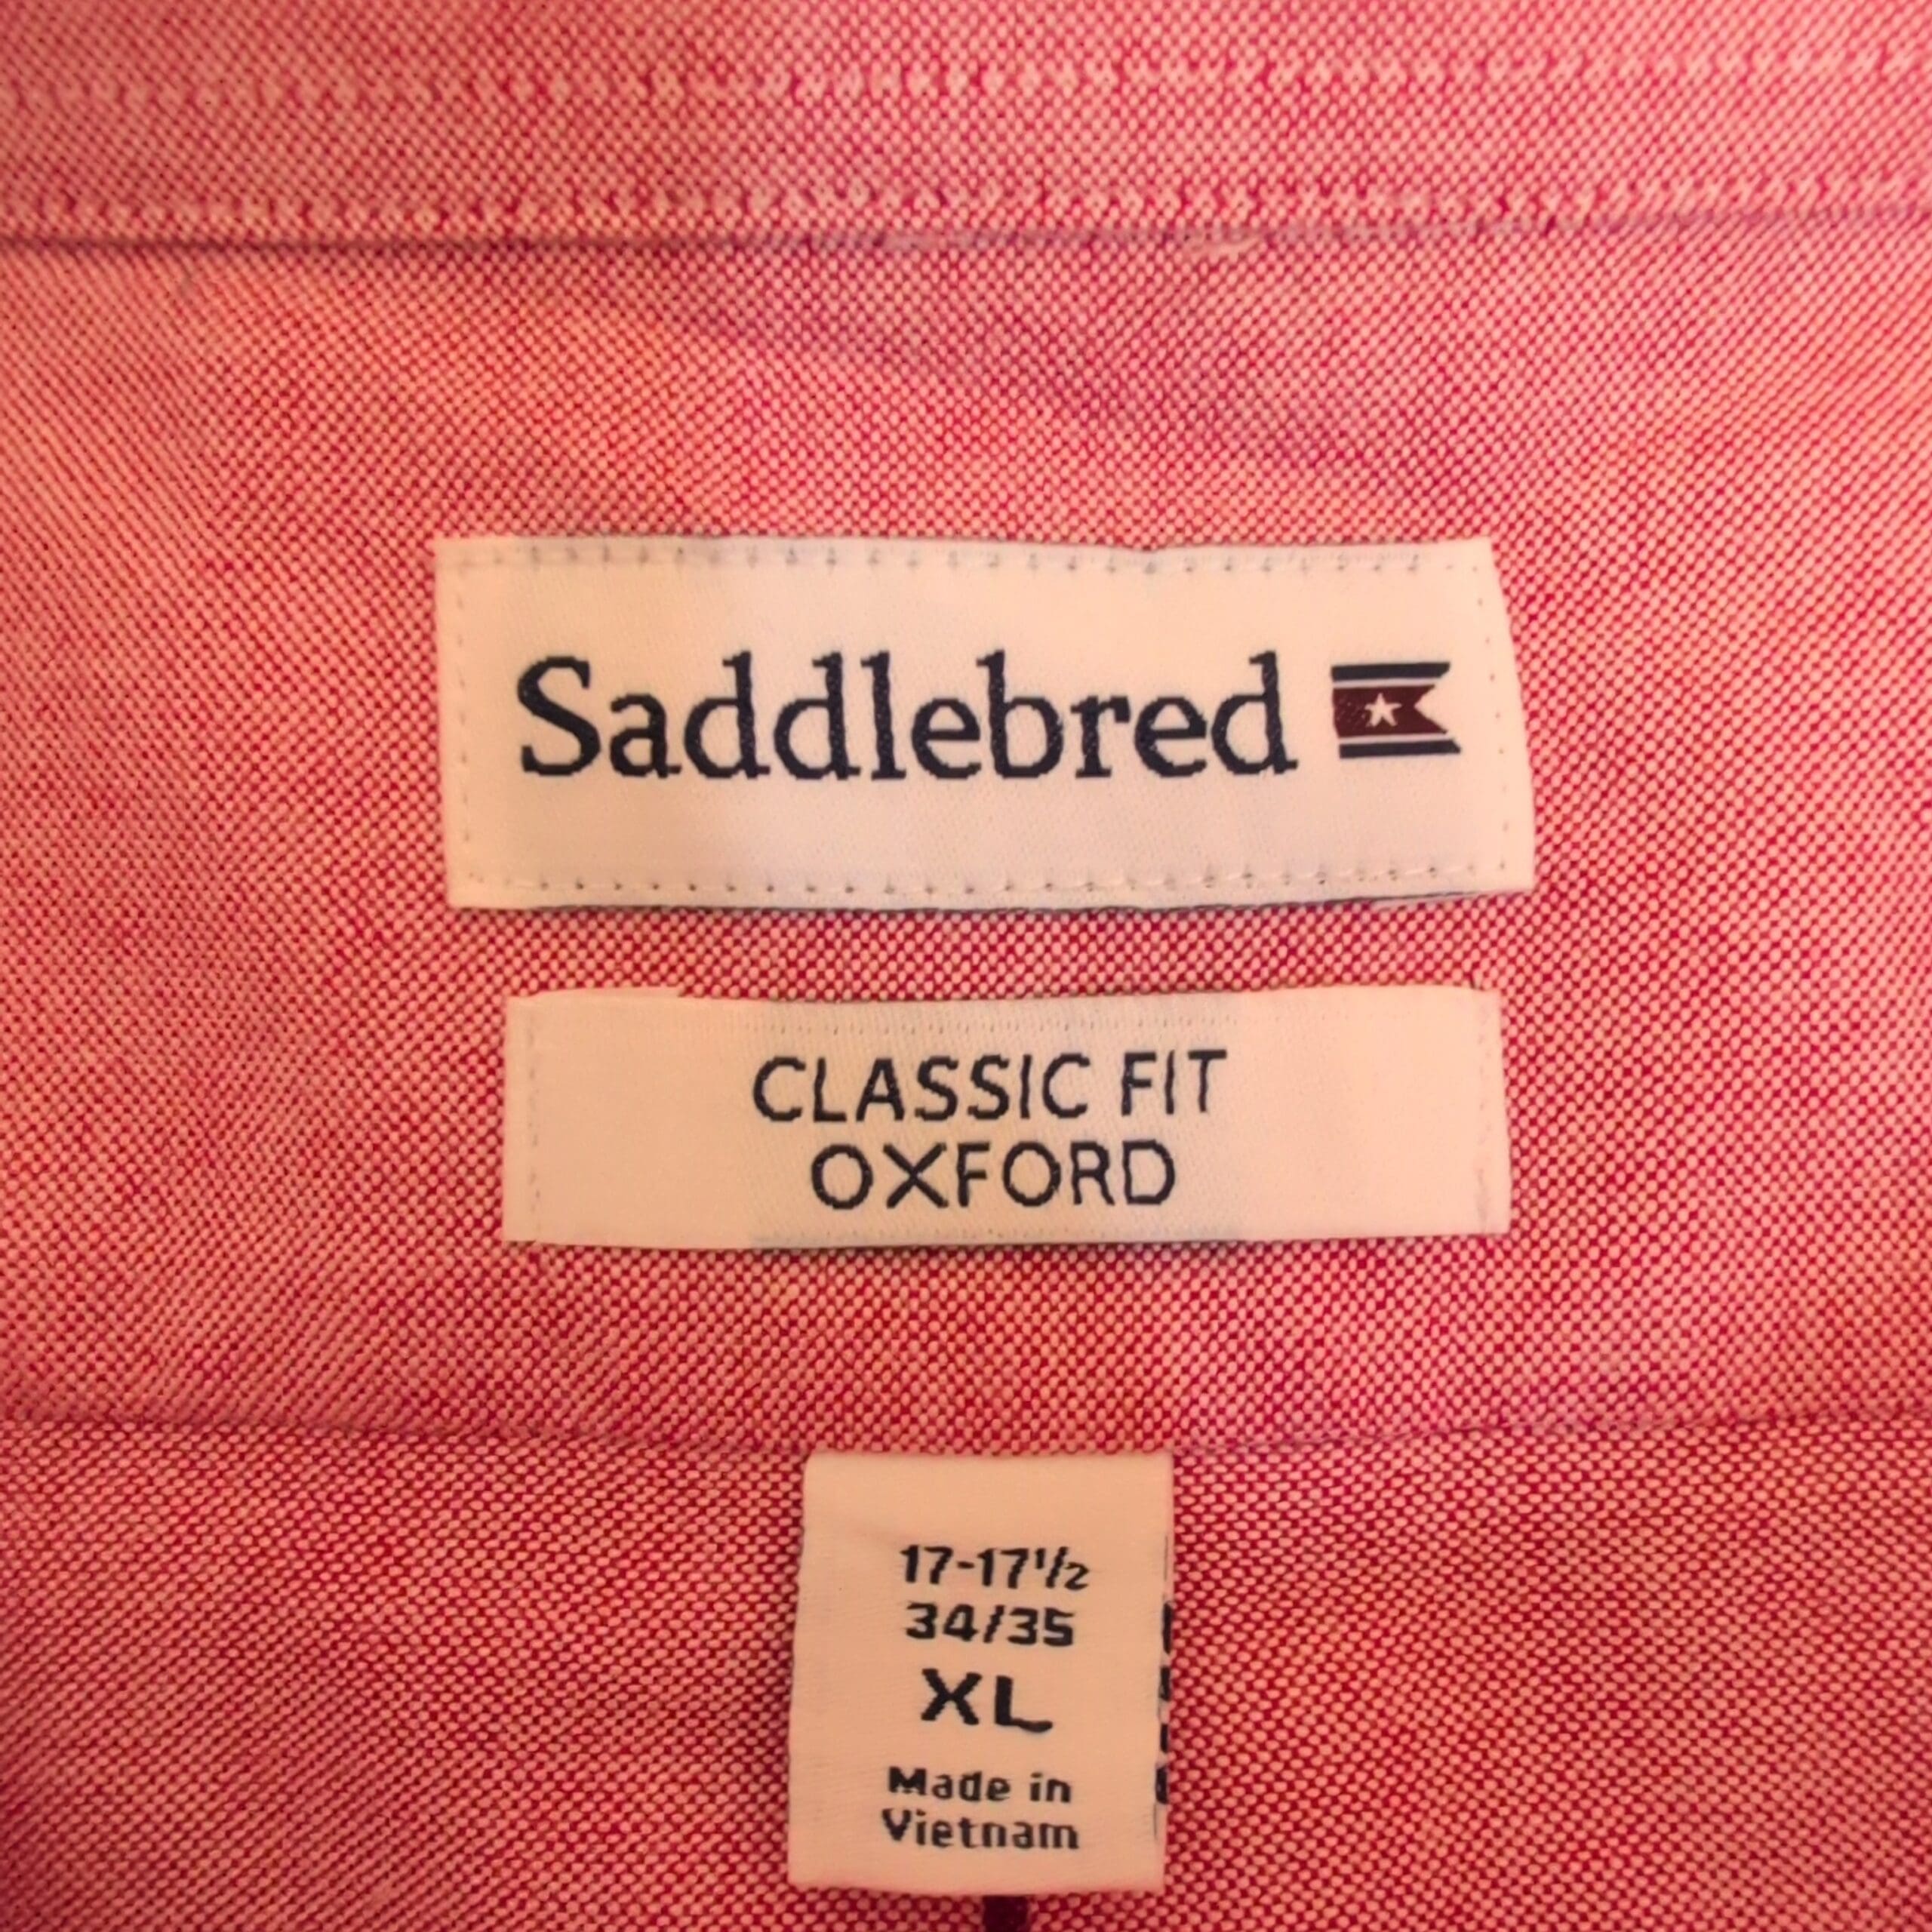 Saddlebred
CLASSIC FIT
OXFORD
17-17½
34/35
XL
Made in
Vietnam